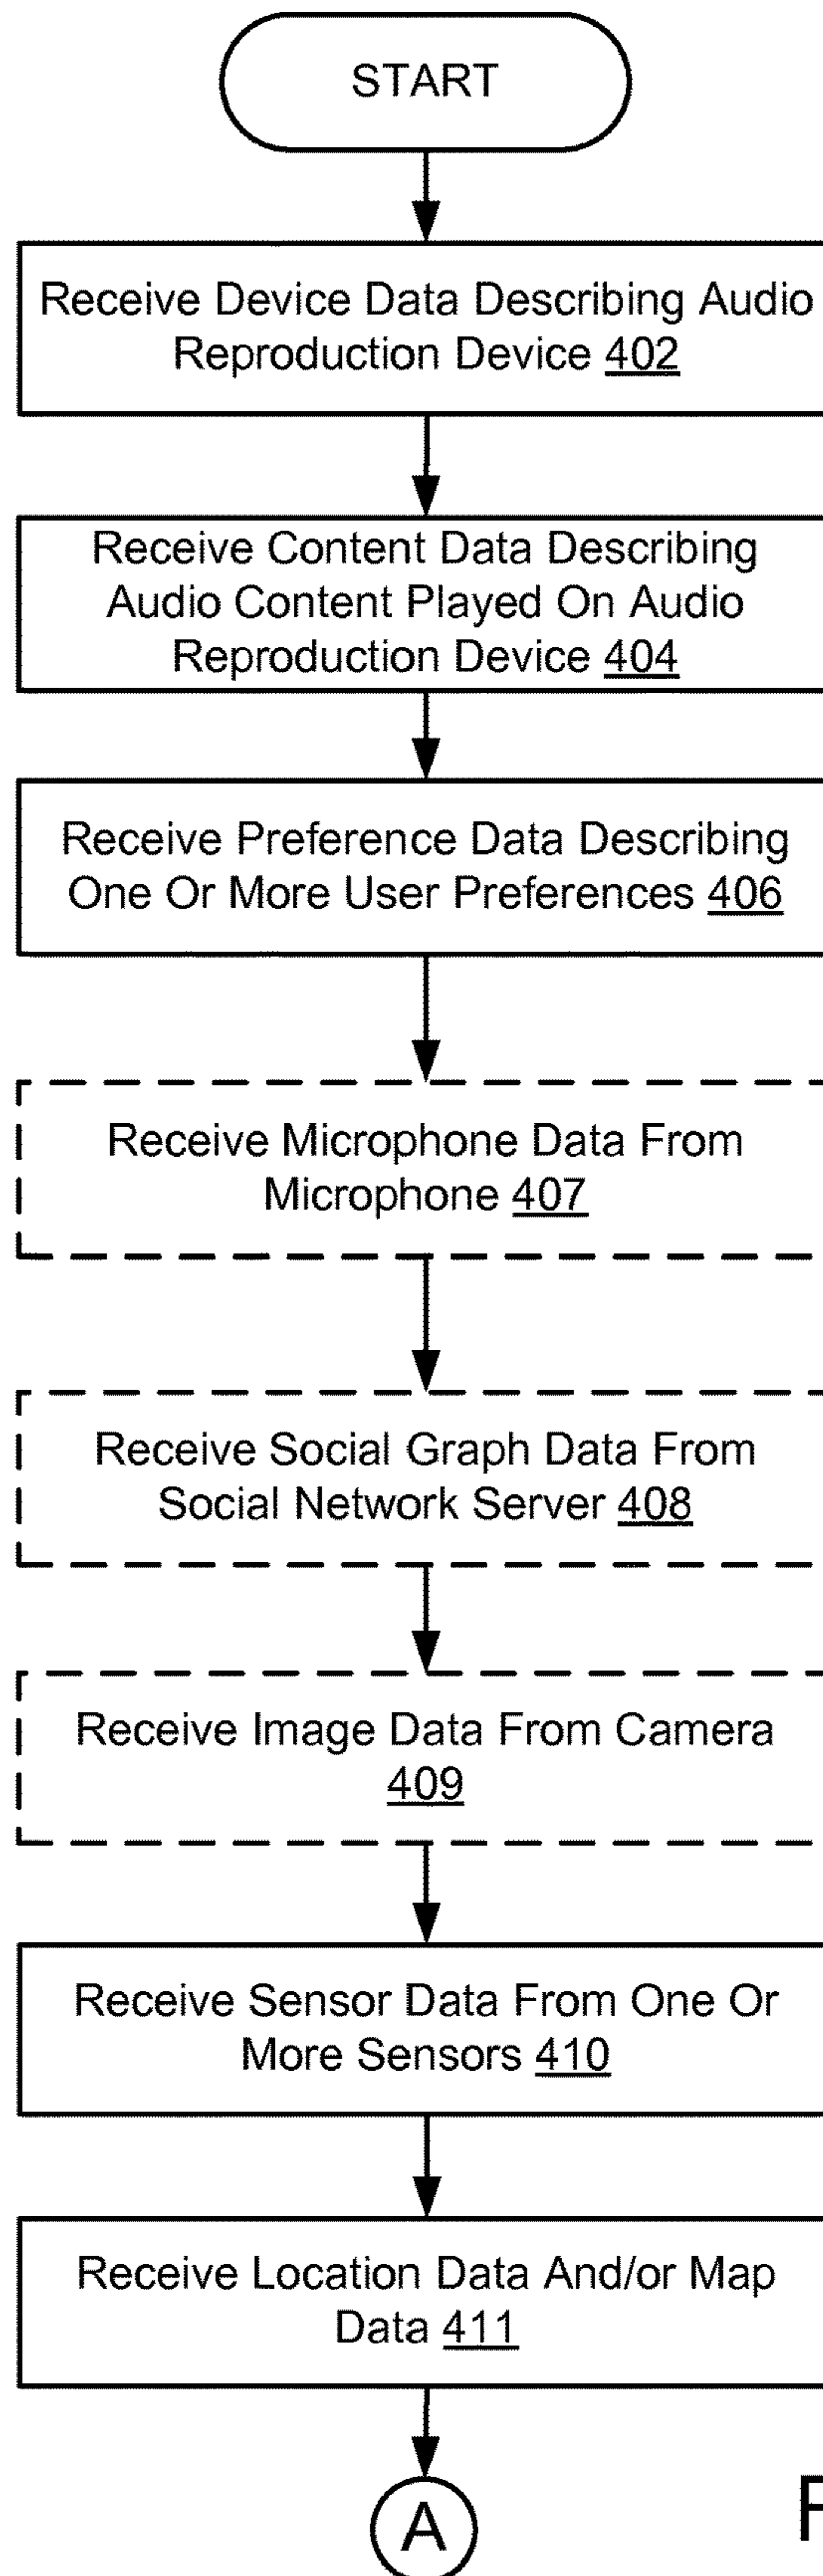 START
Receive Device Data Describing Audio
Reproduction Device 402
Receive Content Data Describing
Audio Content Played On Audio
Reproduction Device 404
Receive Preference Data Describing
One Or More User Preferences 406
Receive Microphone Data From
Microphone 407
Receive Social Graph Data From
Social Network Server 408
Receive Image Data From Camera
409
Receive Sensor Data From One Or
More Sensors 410
Receive Location Data And/or Map
Data 411
A